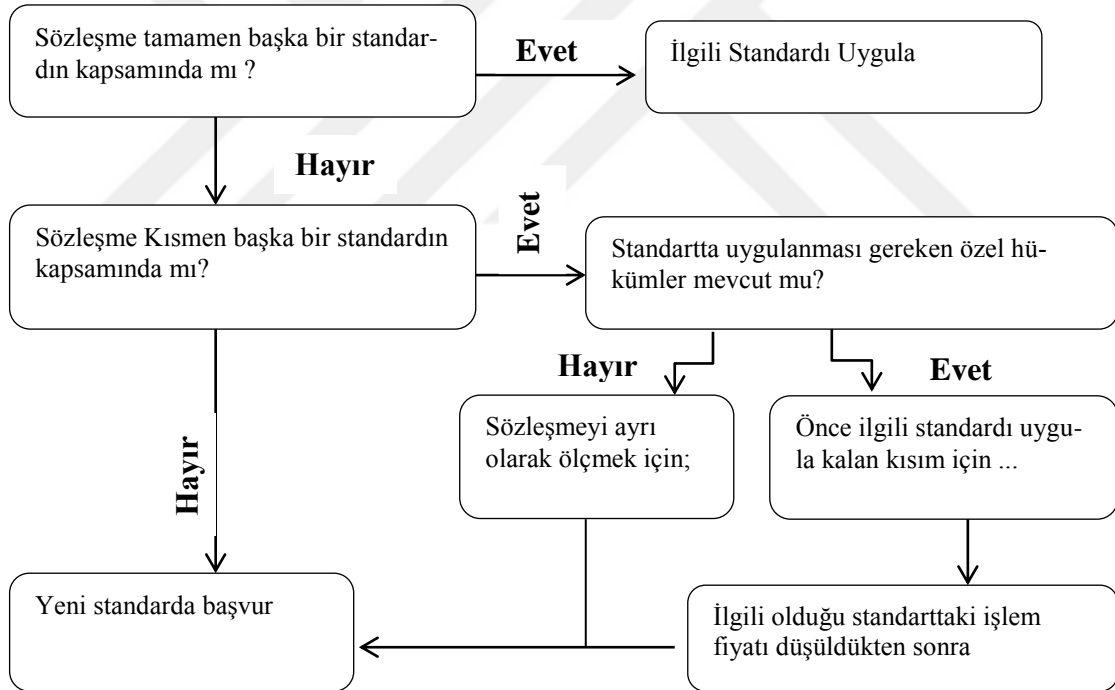 Sözleşme tamamen başka bir standar-
dın kapsamında mı ?
Evet
İlgili Standardı Uygula
Hayır
Sözleşme Kısmen başka bir standardın
kapsamında mı?
Evet
Standartta uygulanması gereken özel hü-
kümler mevcut mu?
Hayır
Evet
Sözleşmeyi ayrı
olarak ölçmek için;
Önce ilgili standardı uygu-
la kalan kısım için ...
Hayır
Yeni standarda başvur
İlgili olduğu standarttaki işlem
fiyatı düşüldükten sonra